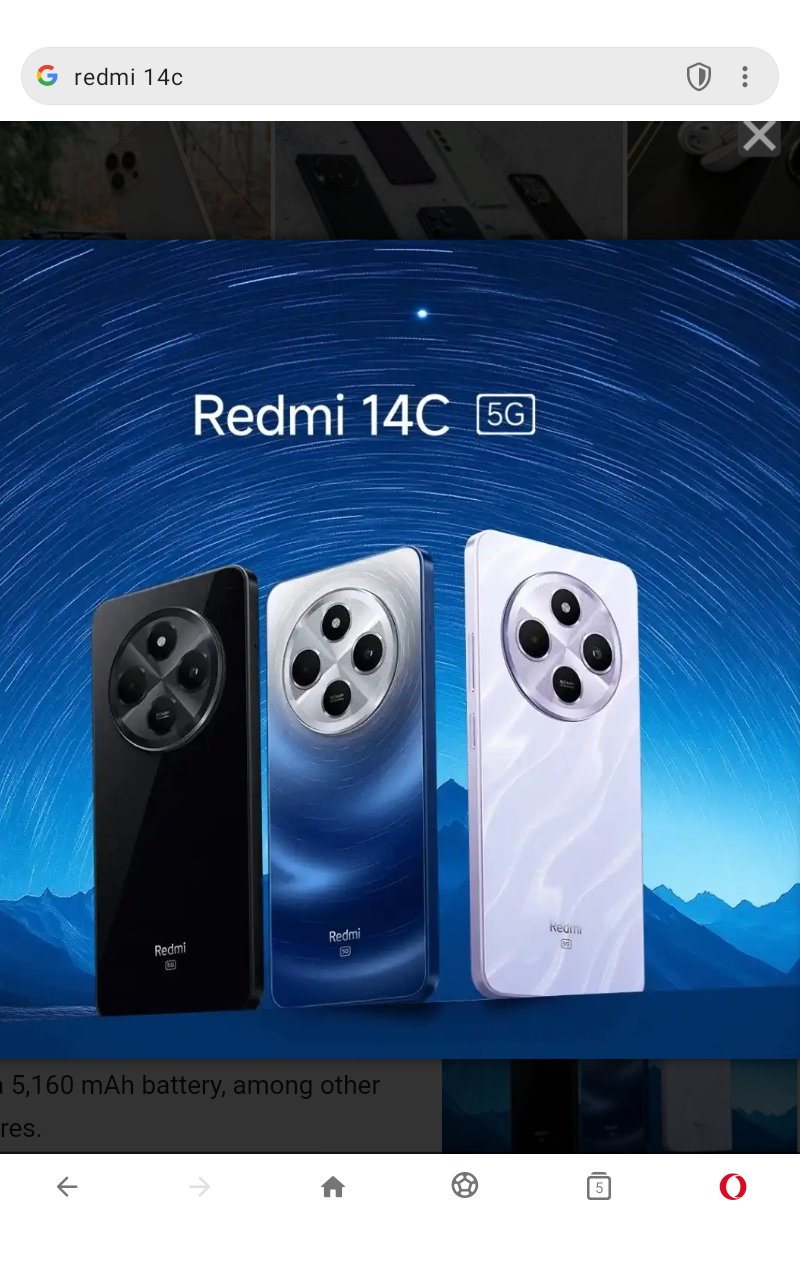 redmi 14c
Redmi 14C 5G
Redmi
5G
Redmi
5G
Redmi
5G
5,160 mAh battery, among other
res.
5